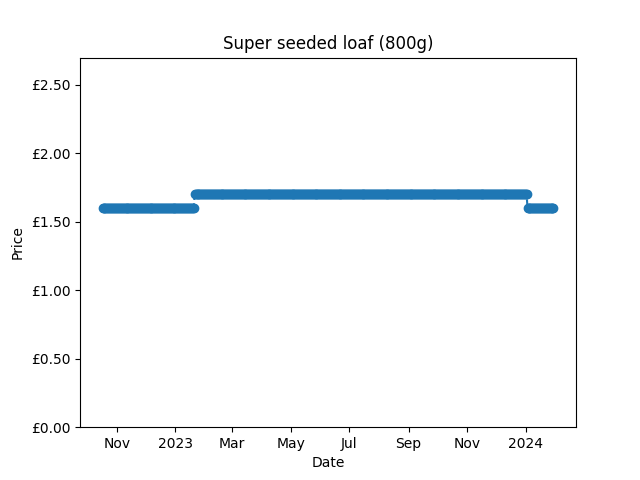 Super seeded loaf (800g)
£2.50
£2.00
£1.50
£1.00
£0.50
£0.00
Price
Nov 2023 Mar May Jul Sep Nov 2024
Date